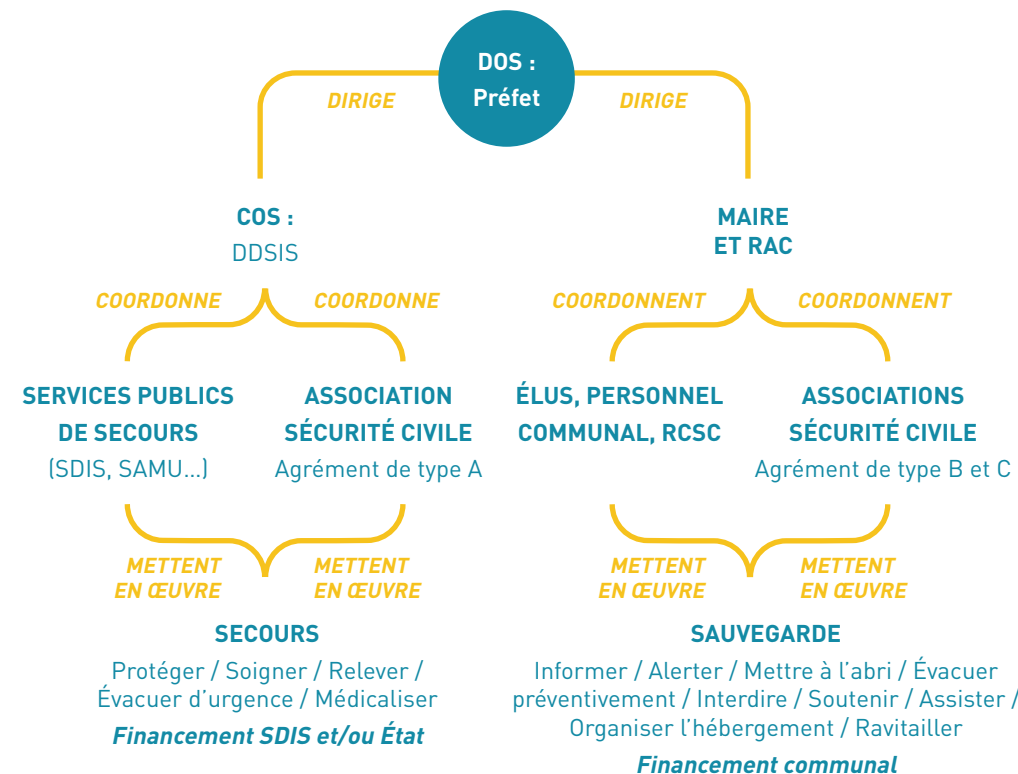 DOS :
Préfet
DIRIGE
DIRIGE
COS :
DDSIS
MAIRE
ET RAC
COORDONNE
COORDONNE
COORDONNENT
COORDONNENT
SERVICES PUBLICS
DE SECOURS
(SDIS, SAMU...)
ASSOCIATION
SÉCURITÉ CIVILE
Agrément de type A
ÉLUS, PERSONNEL
COMMUNAL, RCSC
ASSOCIATIONS
SÉCURITÉ CIVILE
Agrément de type B et C
METTENT
EN ŒUVRE
METTENT
EN ŒUVRE
METTENT
EN ŒUVRE
METTENT
EN ŒUVRE
SECOURS
Protéger / Soigner / Relever /
Évacuer d'urgence / Médicaliser
Financement SDIS et/ou État
SAUVEGARDE
Informer / Alerter / Mettre à l'abri / Évacuer
préventivement / Interdire / Soutenir / Assister /
Organiser l'hébergement / Ravitailler
Financement communal